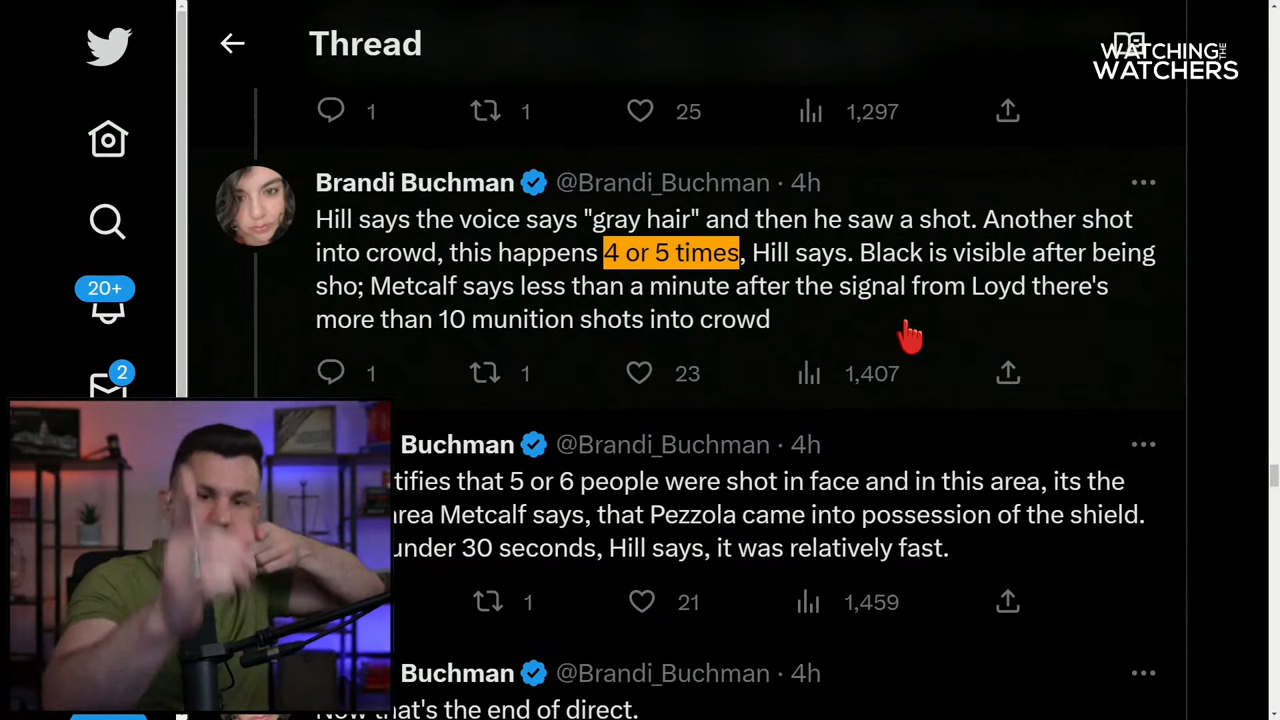 Thread
WATCHING THE
WATCHERS
1 1 25 1,297
Brandi Buchman @Brandi_Buchman · 4h
Hill says the voice says "gray hair" and then he saw a shot. Another shot
into crowd, this happens 4 or 5 times, Hill says. Black is visible after being
sho; Metcalf says less than a minute after the signal from Loyd there's
more than 10 munition shots into crowd
20+
2
1 1 23 1,407
Buchman @Brandi_Buchman · 4h
tifies that 5 or 6 people were shot in face and in this area, its the
area Metcalf says, that Pezzola came into possession of the shield.
under 30 seconds, Hill says, it was relatively fast.
1 21 1,459
Buchman @Brandi_Buchman · 4h
Now that's the end of direct.